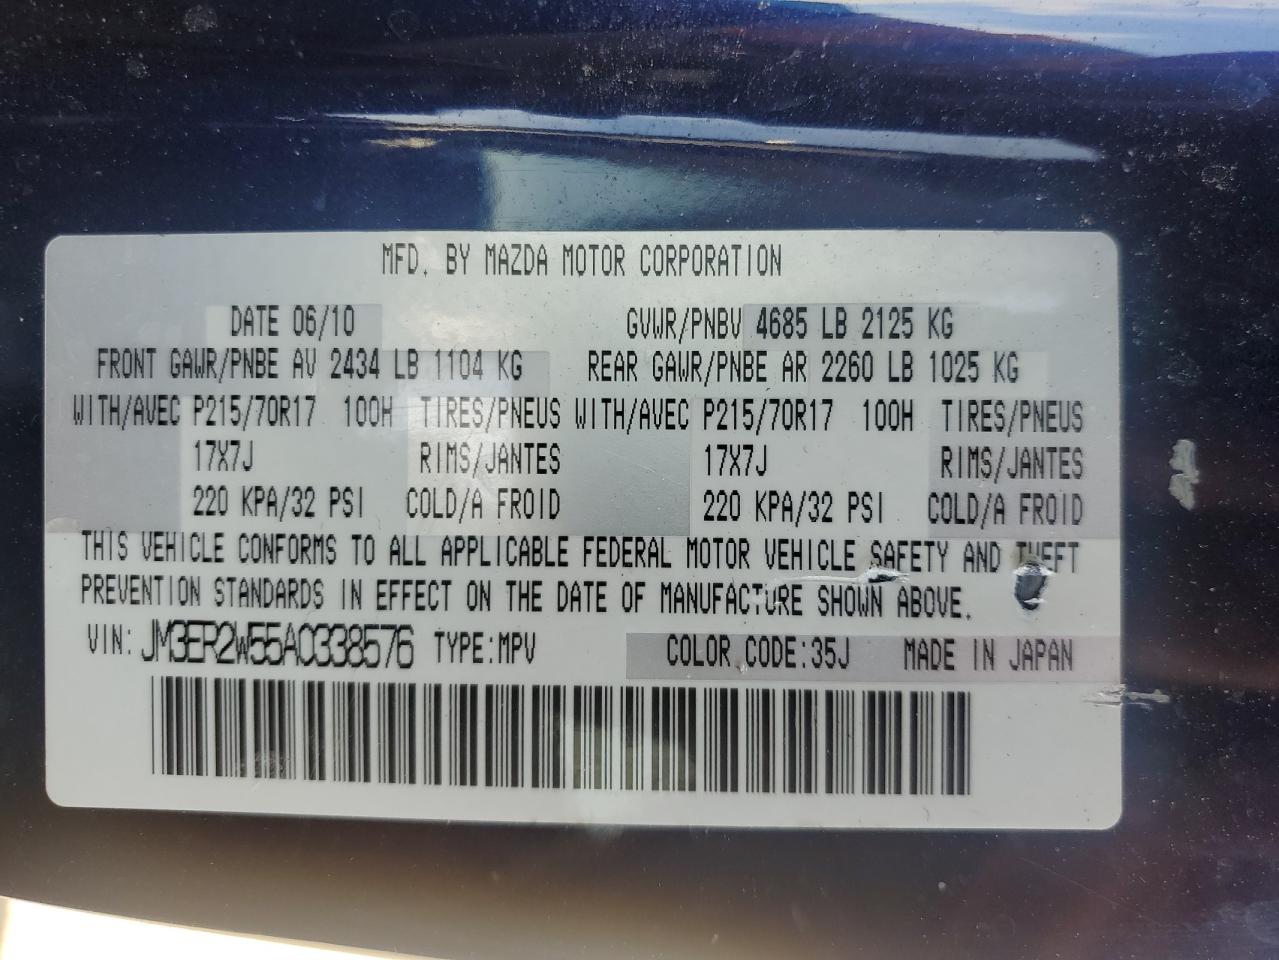 MFD. BY MAZDA MOTOR CORPORATION
DATE 06/10 GVWR/PNBV 4685 LB 2125 KG
FRONT GAWR/PNBE AV 2434 LB 1104 KG REAR GAWR/PNBE AR 2260 LB 1025 KG
WITH/AVEC P215/70R17 100H TIRES/PNEUS WITH/AVEC P215/70R17 100H TIRES/PNEUS
17X7J RIMS/JANTES 17X7J RIMS/JANTES
220 KPA/32 PSI COLD/A FROID 220 KPA/32 PSI COLD/A FROID
THIS VEHICLE CONFORMS TO ALL APPLICABLE FEDERAL MOTOR VEHICLE SAFETY AND THEFT
PREVENTION STANDARDS IN EFFECT ON THE DATE OF MANUFACTURE SHOWN ABOVE.
VIN: JM3ER2W55A0338576 TYPE:MPV COLOR CODE:35J MADE IN JAPAN